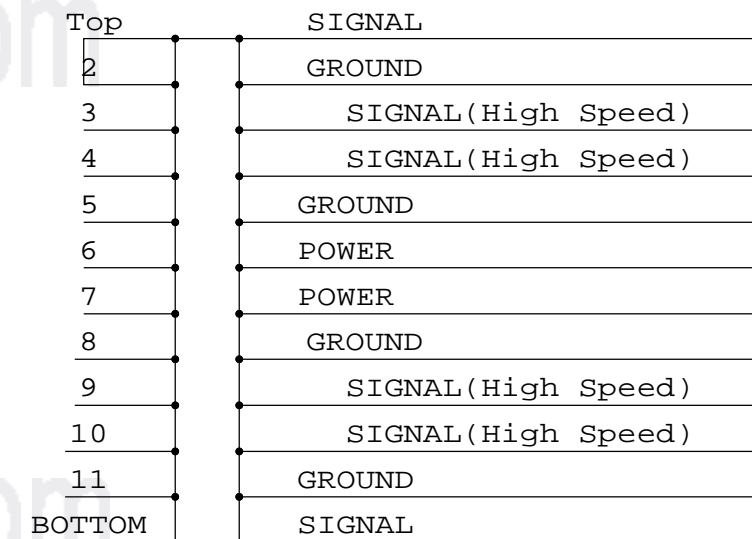 Top SIGNAL
2 GROUND
3 SIGNAL(High Speed)
4 SIGNAL(High Speed)
5 GROUND
6 POWER
7 POWER
8 GROUND
9 SIGNAL(High Speed)
10 SIGNAL(High Speed)
11 GROUND
BOTTOM SIGNAL